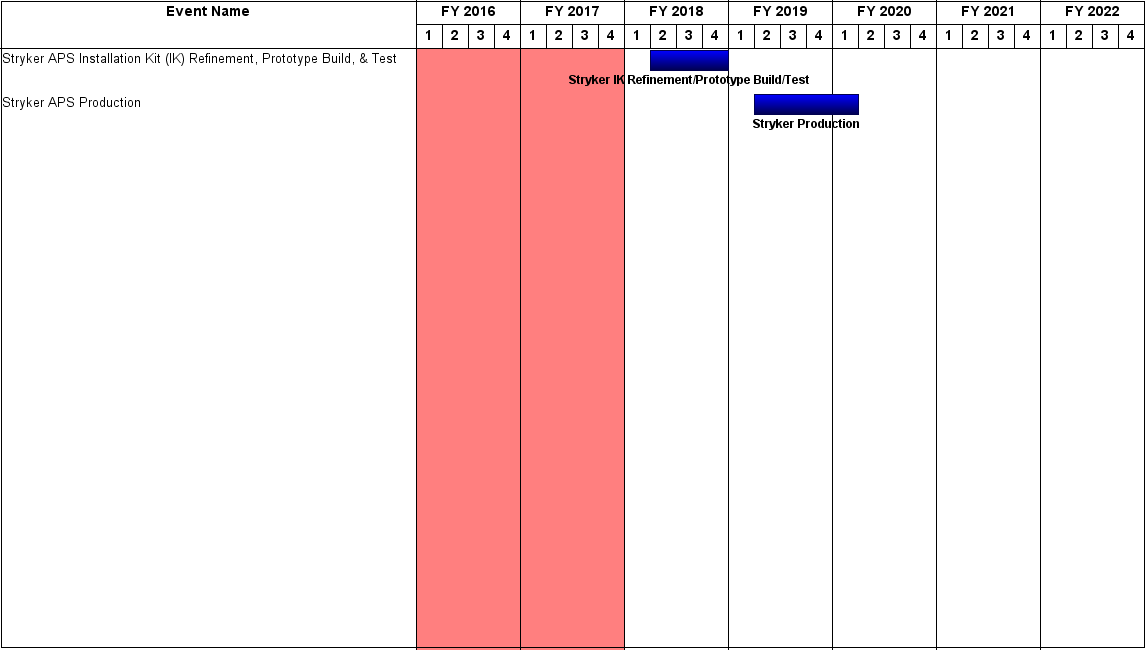 Event Name FY 2016 FY 2017 FY 2018 FY 2019 FY 2020 FY 2021 FY 2022
1 2 3 4 1 2 3 4 1 2 3 4 1 2 3 4 1 2 3 4 1 2 3 4 1 2 3 4
Stryker APS Installation Kit (IK) Refinement, Prototype Build, & Test
Stryker IK Refinement/Prototype Build/Test
Stryker APS Production
Stryker Production